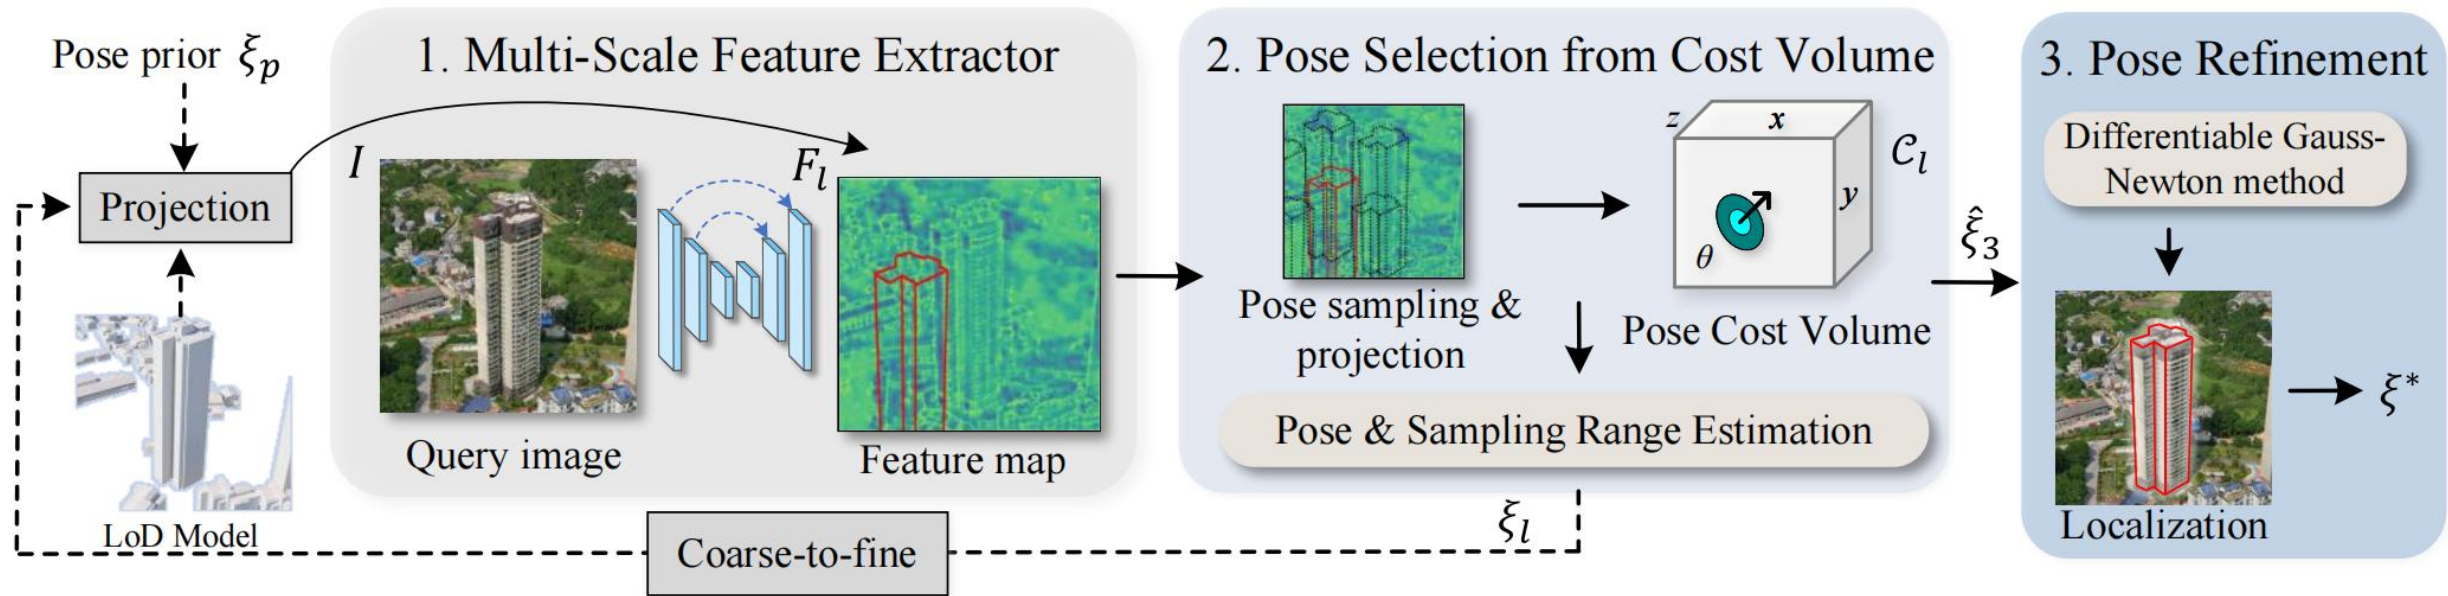 Pose prior ξₚ
Projection
LoD Model
1. Multi-Scale Feature Extractor
I
Query image
Fₗ
Feature map
2. Pose Selection from Cost Volume
Pose sampling &
projection
z
x
y
θ
𝒞ₗ
Pose Cost Volume
Pose & Sampling Range Estimation
ξₗ
Coarse-to-fine
ξ̂₃
3. Pose Refinement
Differentiable Gauss-
Newton method
Localization
ξ*